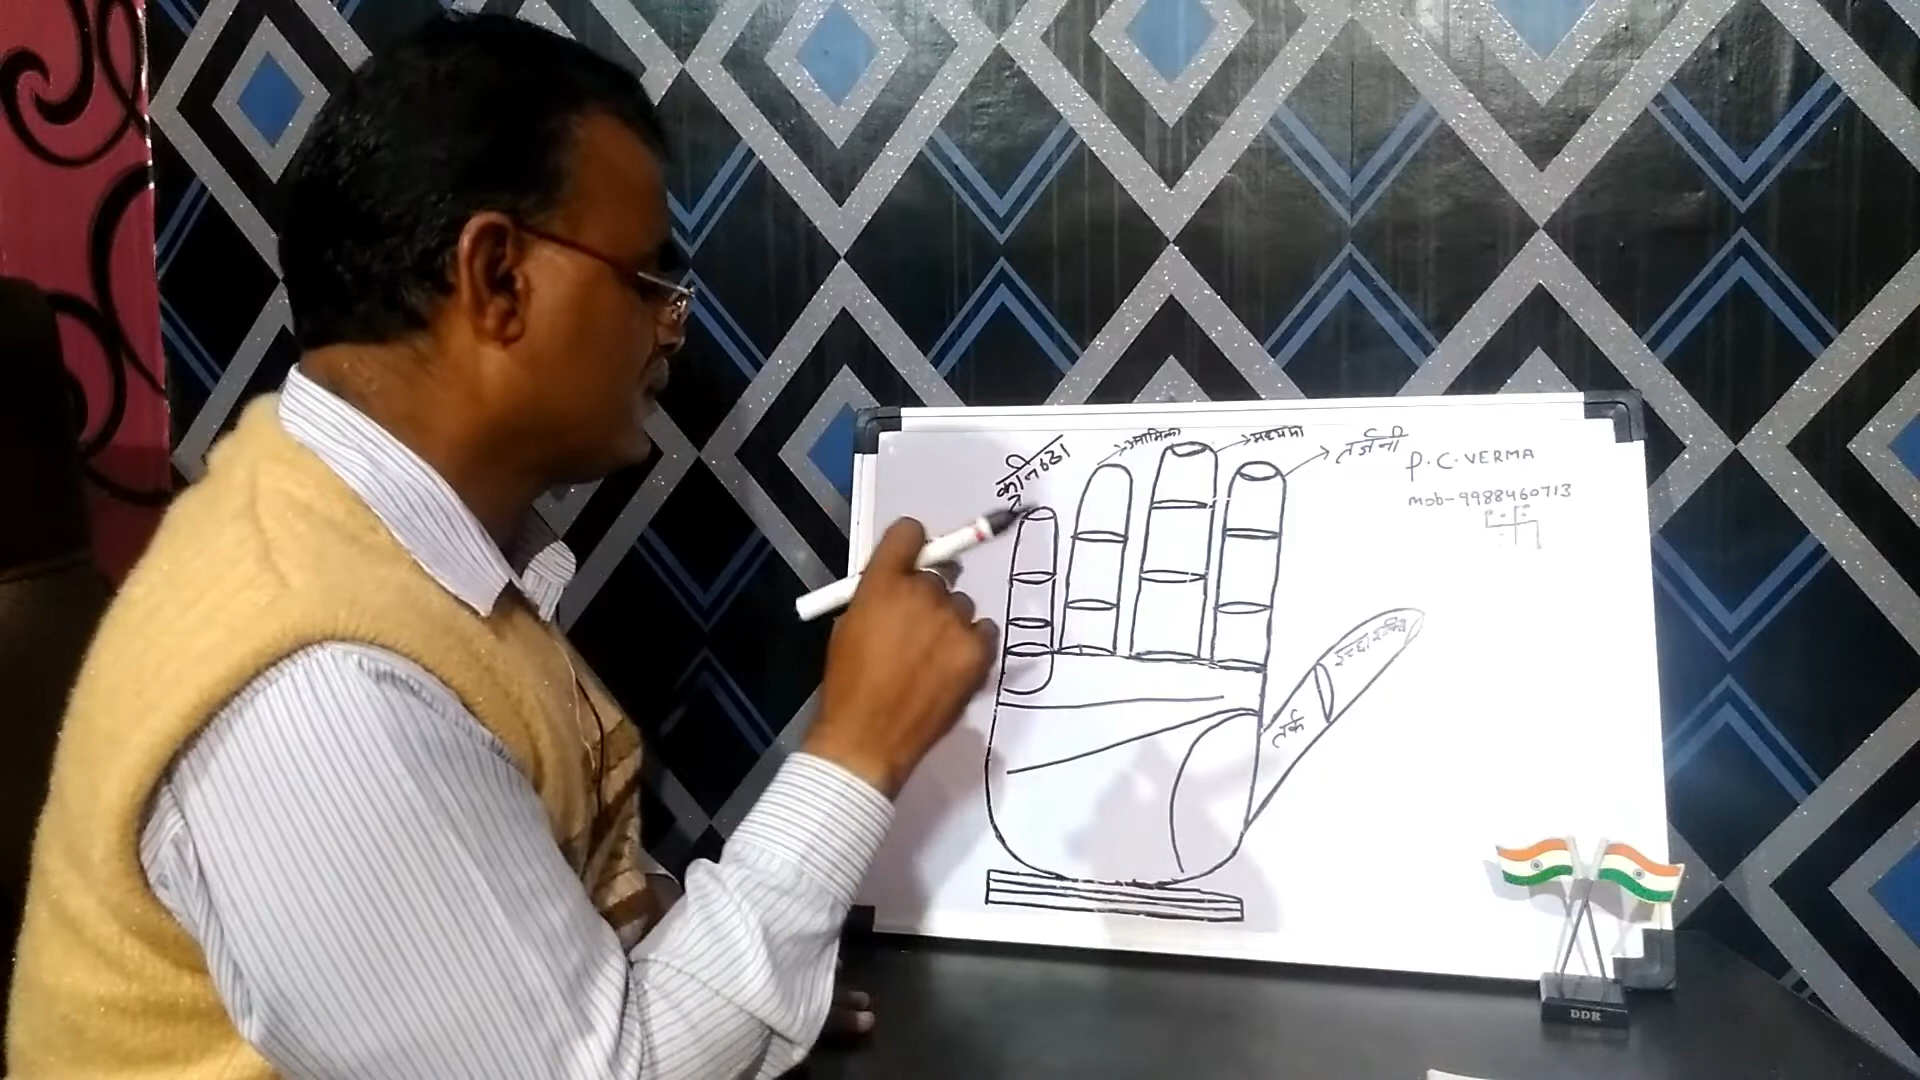 कनिष्ठा
अनामिका
मध्यमा
तर्जनी
P.C.VERMA
mob-9988460713
इच्छा शक्ति
तर्क
DDR